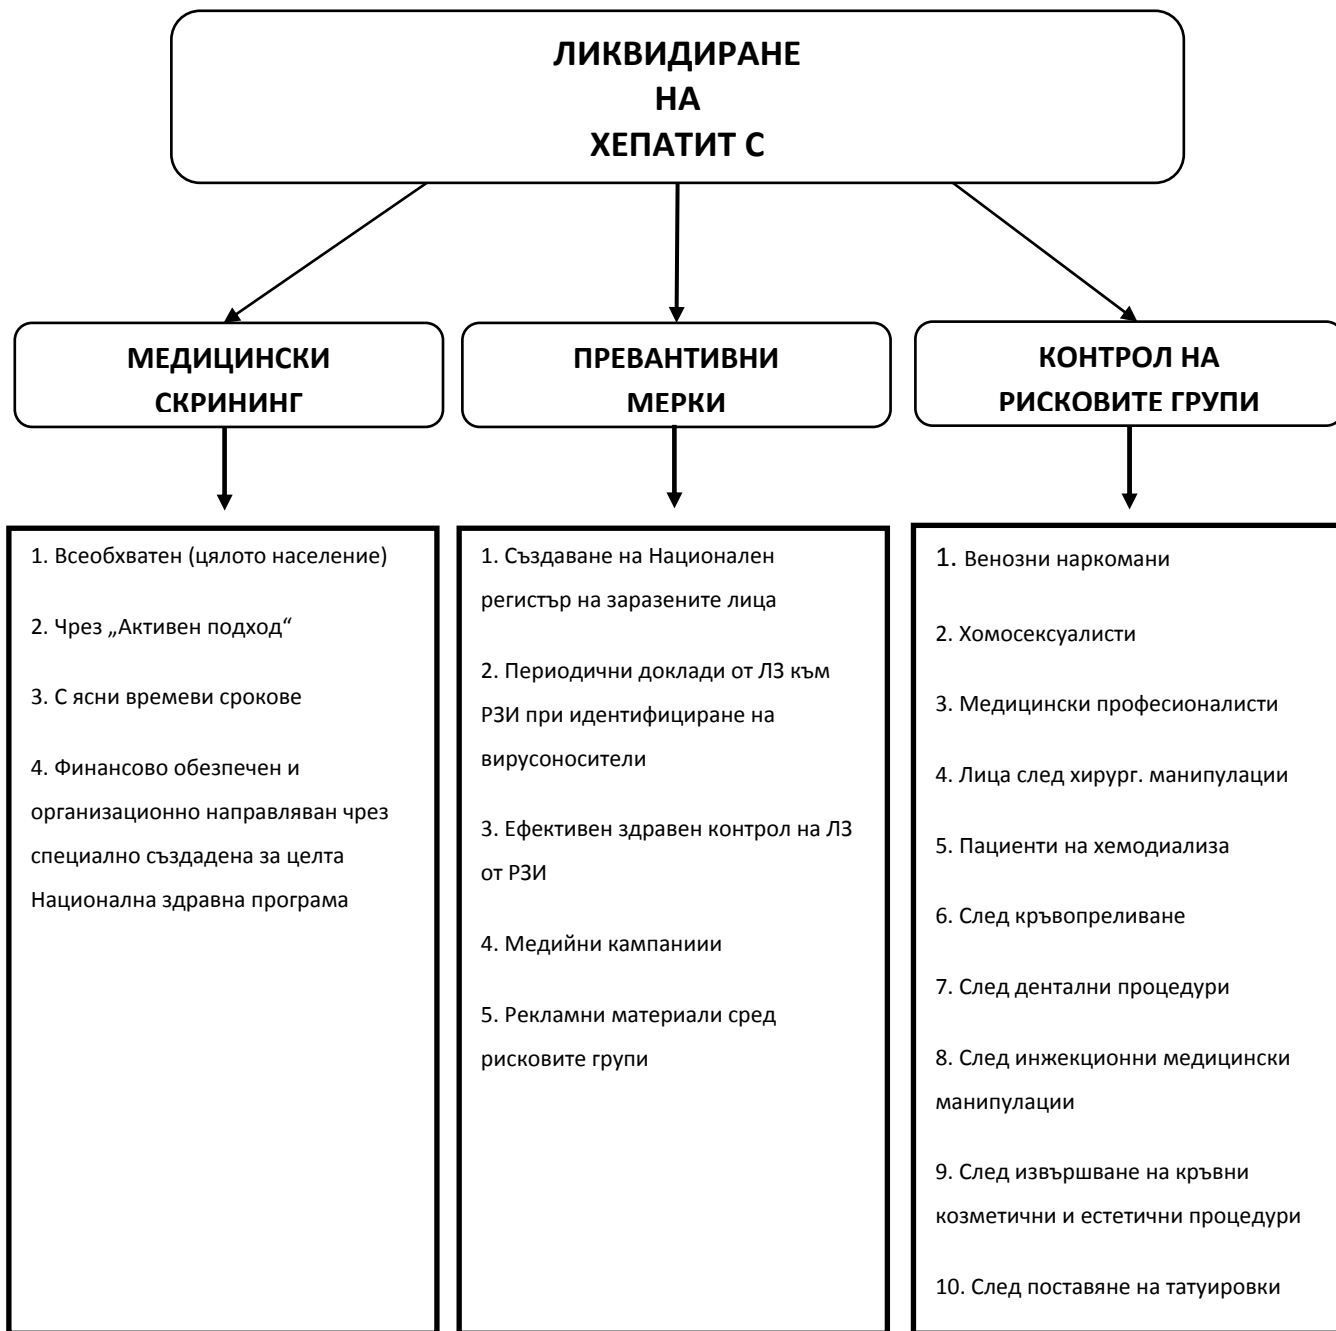 ЛИКВИДИРАНЕ
НА
ХЕПАТИТ С
МЕДИЦИНСКИ
СКРИНИНГ
ПРЕВАНТИВНИ
МЕРКИ
КОНТРОЛ НА
РИСКОВИТЕ ГРУПИ
1. Всеобхватен (цялото население)
2. Чрез „Активен подход“
3. С ясни времеви срокове
4. Финансово обезпечен и
организационно направляван чрез
специално създадена за целта
Национална здравна програма
1. Създаване на Национален
регистър на заразените лица
2. Периодични доклади от ЛЗ към
РЗИ при идентифициране на
вирусоносители
3. Ефективен здравен контрол на ЛЗ
от РЗИ
4. Медийни кампаниии
5. Рекламни материали сред
рисковите групи
1. Венозни наркомани
2. Хомосексуалисти
3. Медицински професионалисти
4. Лица след хирург. манипулации
5. Пациенти на хемодиализа
6. След кръвопреливане
7. След дентални процедури
8. След инжекционни медицински
манипулации
9. След извършване на кръвни
козметични и естетични процедури
10. След поставяне на татуировки